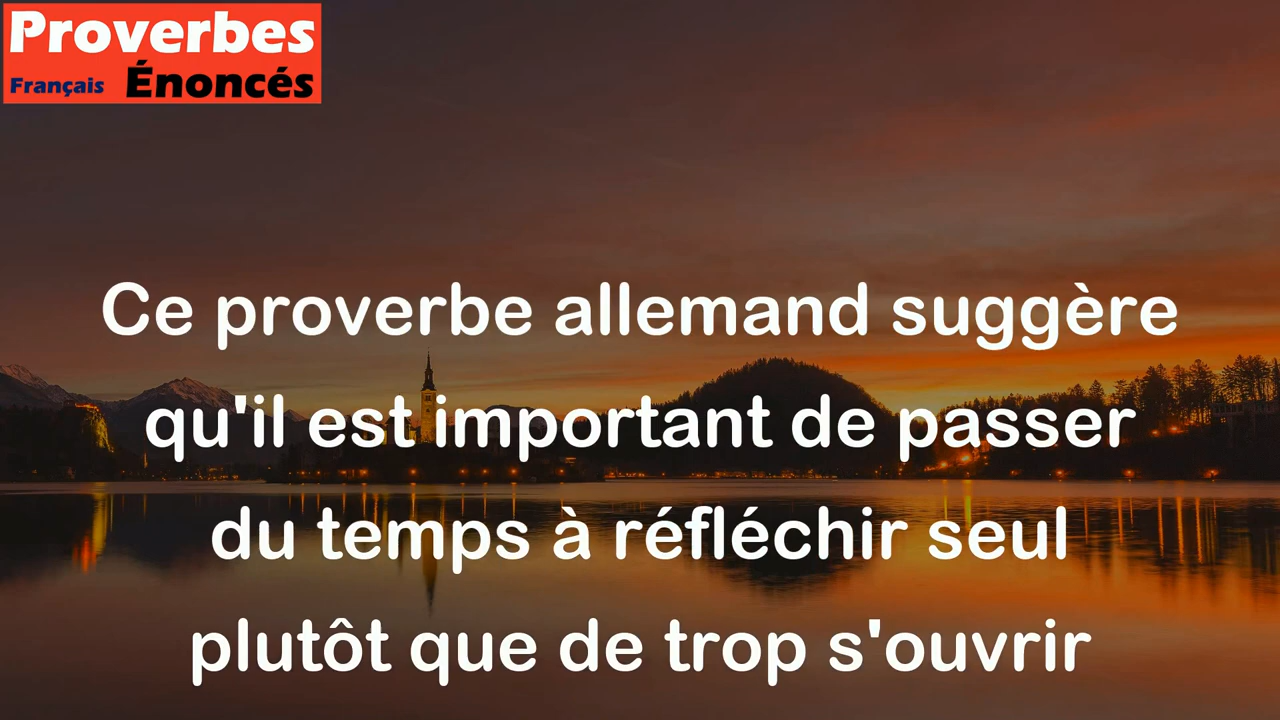 Proverbes
Français Énoncés
Ce proverbe allemand suggère
qu'il est important de passer
du temps à réfléchir seul
plutôt que de trop s'ouvrir